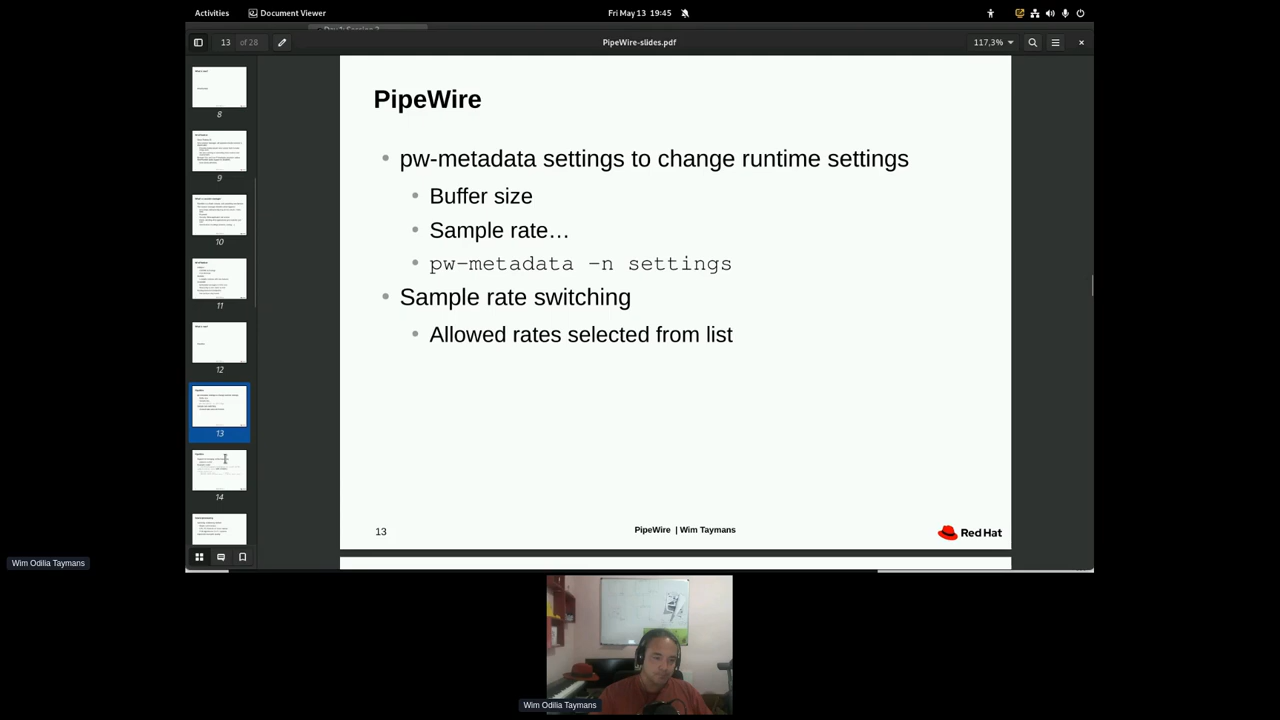 Activities
Document Viewer
Fri May 13 19:45
13 of 28
PipeWire-slides.pdf
117,3%
8
9
10
11
12
13
14
PipeWire
pw-metadata settings to change runtime settings
Buffer size
Sample rate…
pw-metadata -n settings
Sample rate switching
Allowed rates selected from list
13
PipeWire | Wim Taymans
Red Hat
Wim Odilia Taymans
Wim Odilia Taymans